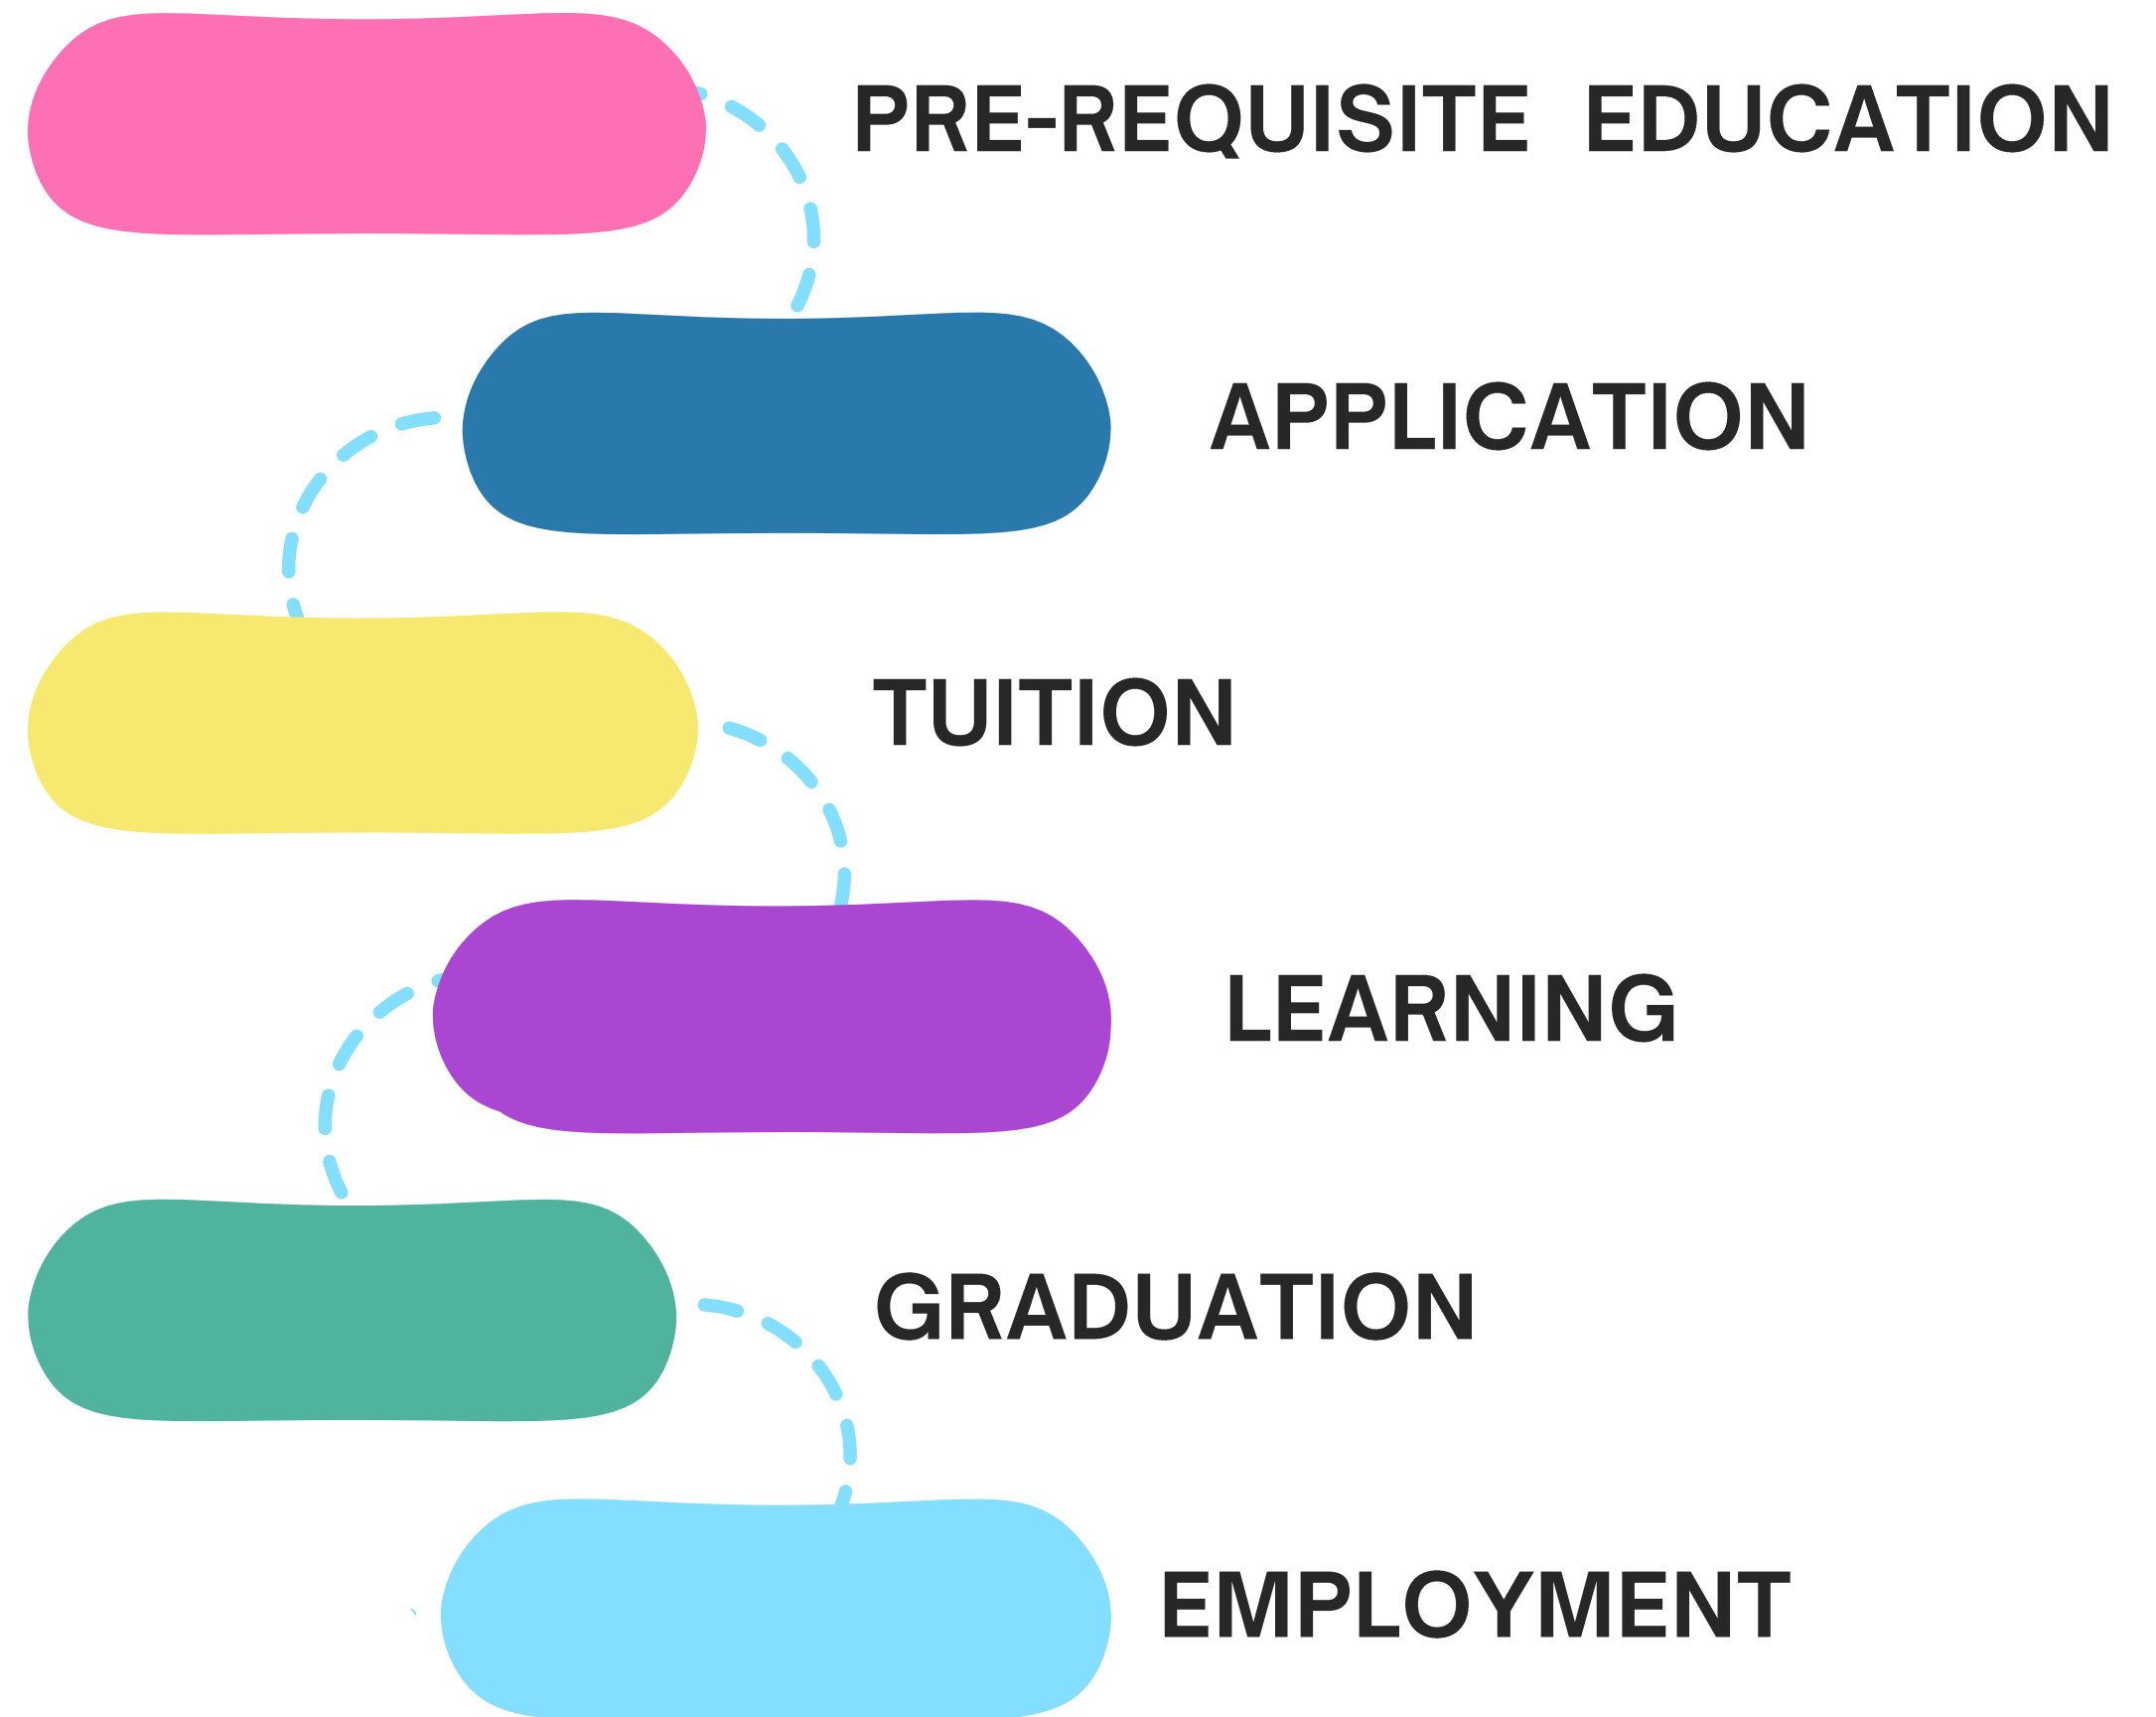 PRE-REQUISITE EDUCATION
APPLICATION
TUITION
LEARNING
GRADUATION
EMPLOYMENT